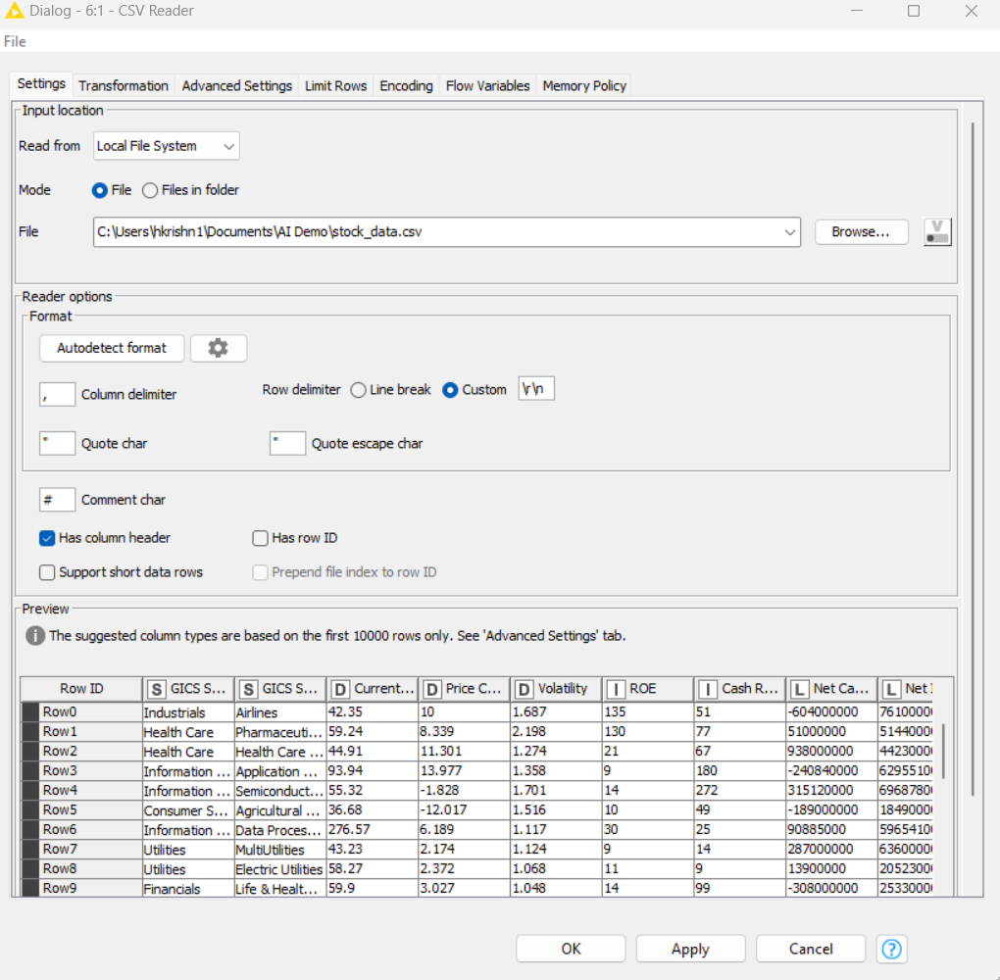 Dialog - 6:1 - CSV Reader
File
Settings Transformation Advanced Settings Limit Rows Encoding Flow Variables Memory Policy
Input location
Read from Local File System
Mode File Files in folder
File C:\Users\hkrishn1\Documents\AI Demo\stock_data.csv Browse... V
Reader options
Format
Autodetect format
, Column delimiter Row delimiter Line break Custom \r\n
" Quote char " Quote escape char
# Comment char
Has column header Has row ID
Support short data rows Prepend file index to row ID
Preview
i The suggested column types are based on the first 10000 rows only. See 'Advanced Settings' tab.
Row ID S GICS S... S GICS S... D Current... D Price C... D Volatility I ROE I Cash R... L Net Ca... L Net I
Row0 Industrials Airlines 42.35 10 1.687 135 51 -604000000 7610000
Row1 Health Care Pharmaceuti... 59.24 8.339 2.198 130 77 51000000 5144000
Row2 Health Care Health Care ... 44.91 11.301 1.274 21 67 938000000 4423000
Row3 Information ... Application ... 93.94 13.977 1.358 9 180 -240840000 6295510
Row4 Information ... Semiconduct... 55.32 -1.828 1.701 14 272 315120000 6968780
Row5 Consumer S... Agricultural ... 36.68 -12.017 1.516 10 49 -189000000 1849000
Row6 Information ... Data Proces... 276.57 6.189 1.117 30 25 90885000 5965410
Row7 Utilities MultiUtilities 43.23 2.174 1.124 9 14 287000000 6360000
Row8 Utilities Electric Utilities 58.27 2.372 1.068 11 9 13900000 2052300
Row9 Financials Life & Healt... 59.9 3.027 1.048 14 99 -308000000 2533000
OK Apply Cancel ?